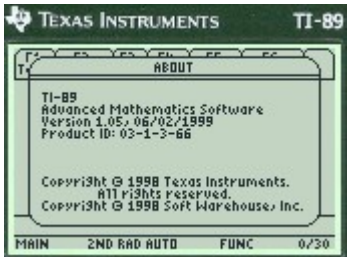 TEXAS INSTRUMENTS TI-89
ABOUT
TI-89
Advanced Mathematics Software
Version 1.05, 06/02/1999
Product ID: 03-1-3-66
Copyright © 1998 Texas Instruments.
All rights reserved.
Copyright © 1998 Soft Warehouse, Inc.
MAIN 2ND RAD AUTO FUNC 0/30